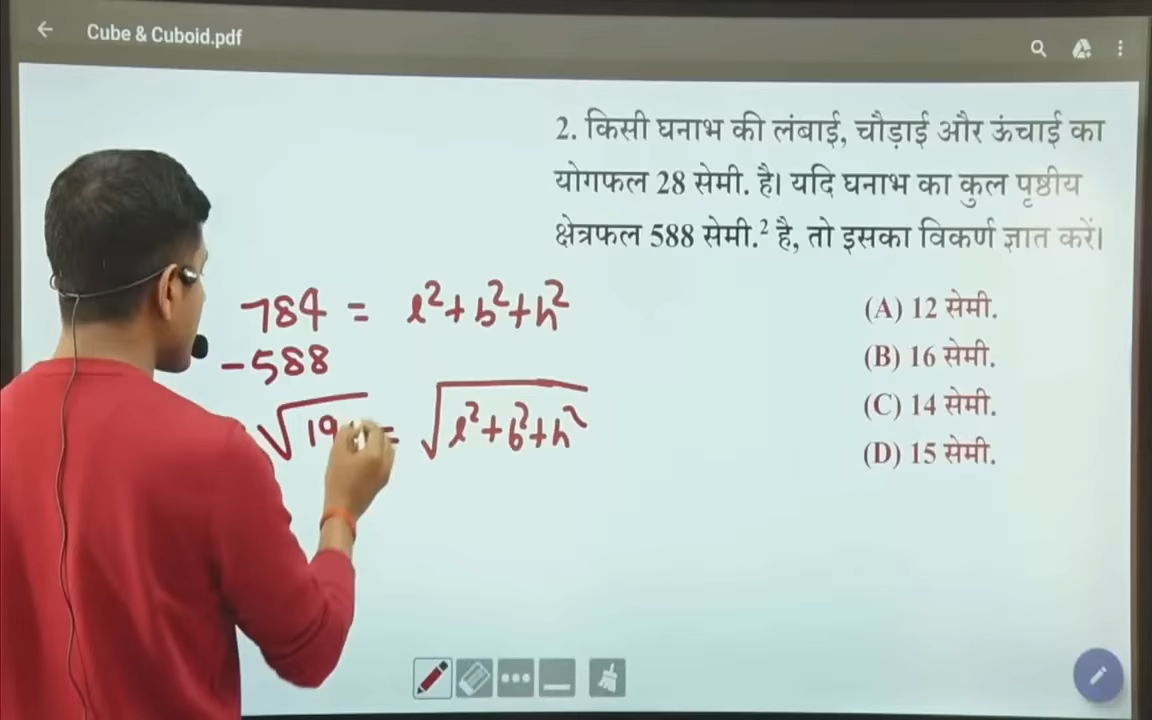 Cube & Cuboid.pdf
2. किसी घनाभ की लंबाई, चौड़ाई और ऊंचाई का
योगफल 28 सेमी. है। यदि घनाभ का कुल पृष्ठीय
क्षेत्रफल 588 सेमी.² है, तो इसका विकर्ण ज्ञात करें।
(A) 12 सेमी.
(B) 16 सेमी.
(C) 14 सेमी.
(D) 15 सेमी.
784 = l²+b²+h²
-588
= √(l²+b²+h²)